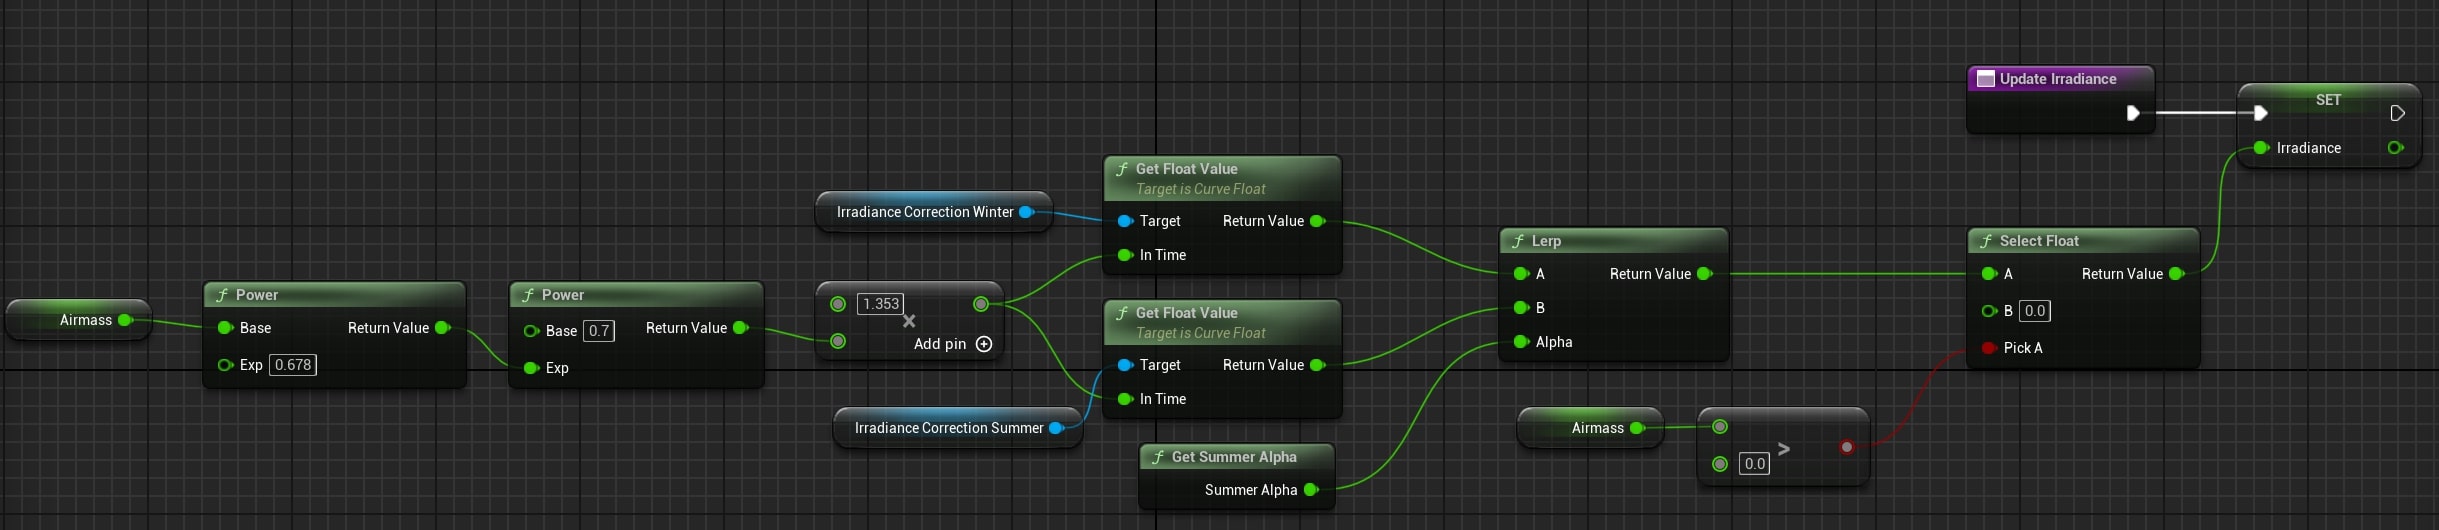 Airmass
Power
Base Return Value
Exp 0.678
Power
Base 0.7 Return Value
Exp
1.353
×
Add pin
Irradiance Correction Winter
Irradiance Correction Summer
Get Float Value
Target is Curve Float
Target Return Value
In Time
Get Float Value
Target is Curve Float
Target Return Value
In Time
Get Summer Alpha
Summer Alpha
Lerp
A Return Value
B
Alpha
Airmass
>
0.0
Update Irradiance
Select Float
A Return Value
B 0.0
Pick A
SET
Irradiance